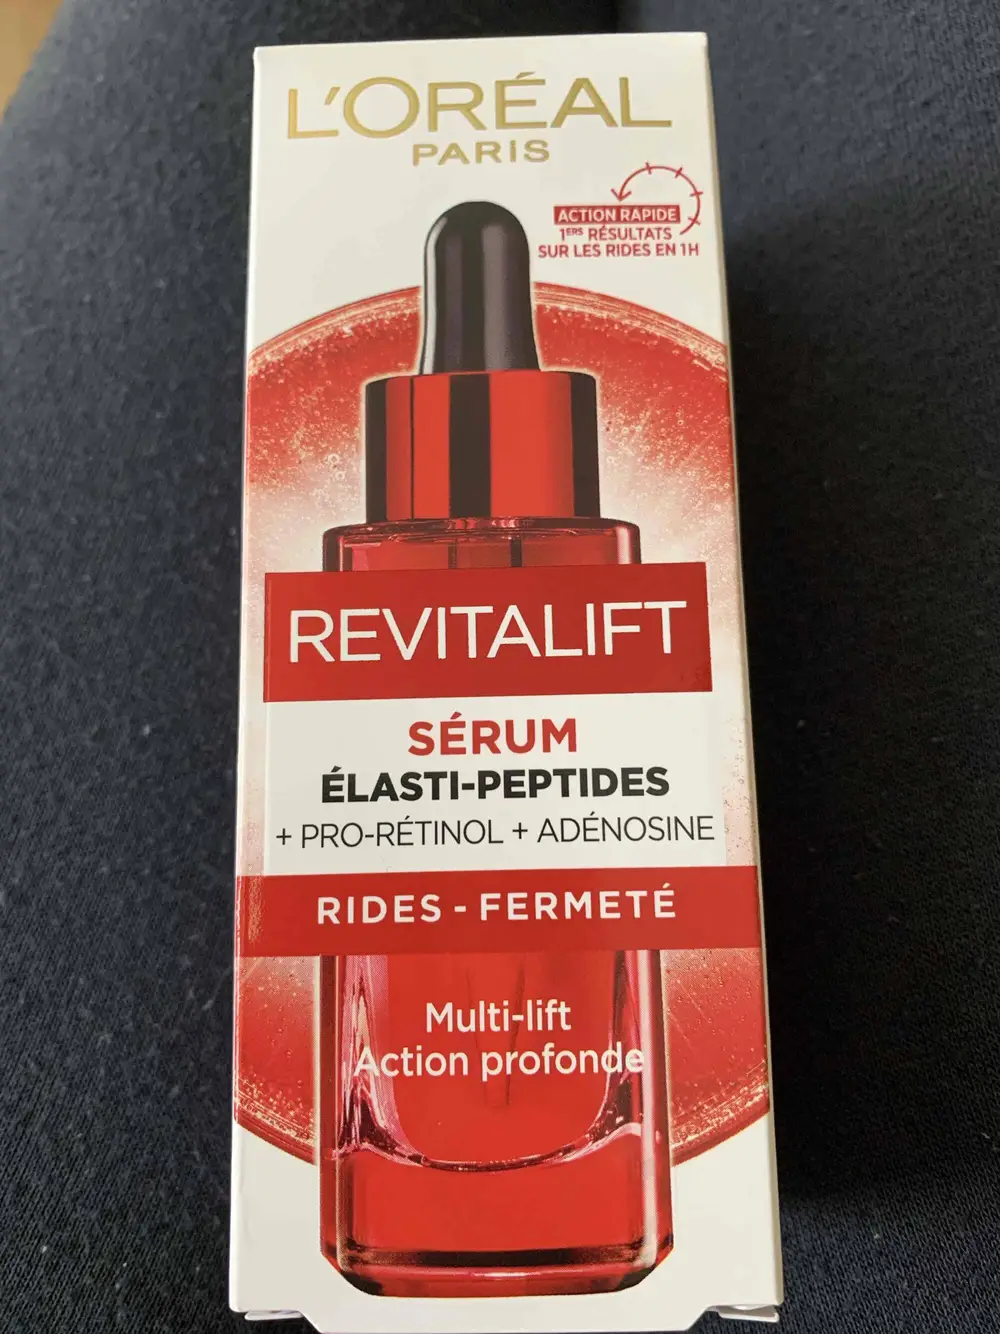 L'ORÉAL
PARIS
ACTION RAPIDE
1ERS RÉSULTATS
SUR LES RIDES EN 1H
REVITALIFT
SÉRUM
ÉLASTI-PEPTIDES
+ PRO-RÉTINOL + ADÉNOSINE
RIDES - FERMETÉ
Multi-lift
Action profonde